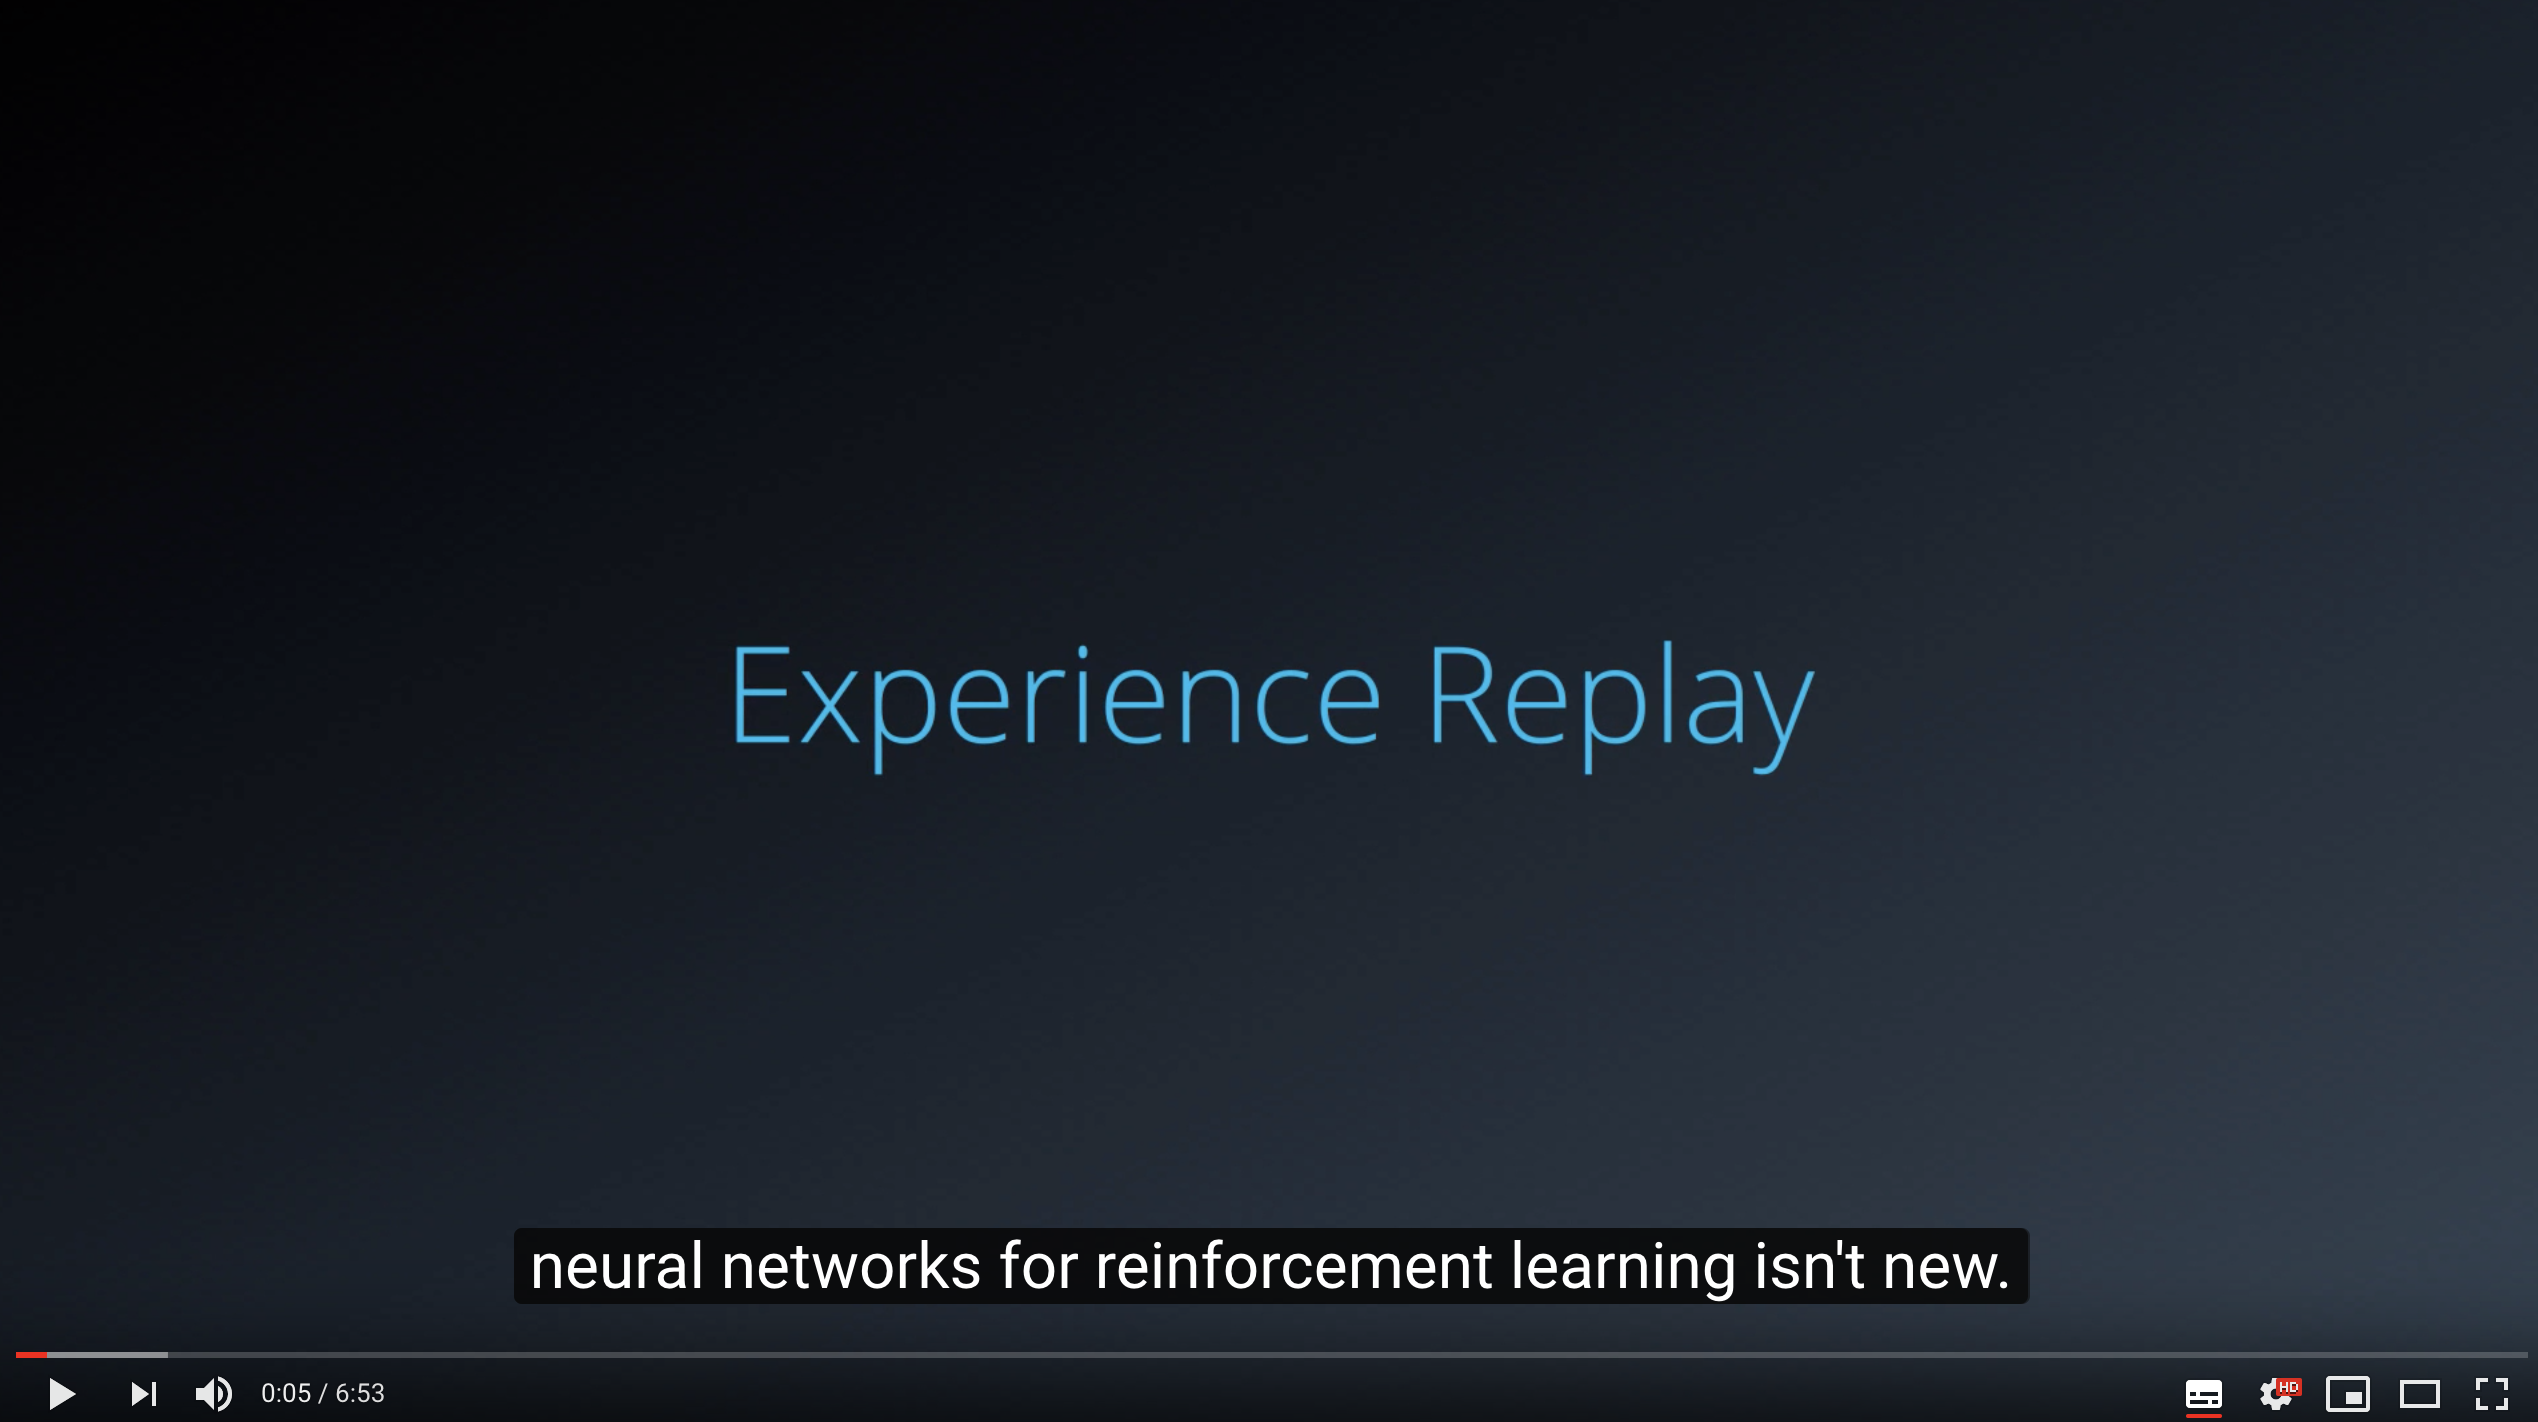 Experience Replay
neural networks for reinforcement learning isn't new.
0:05 / 6:53
HD